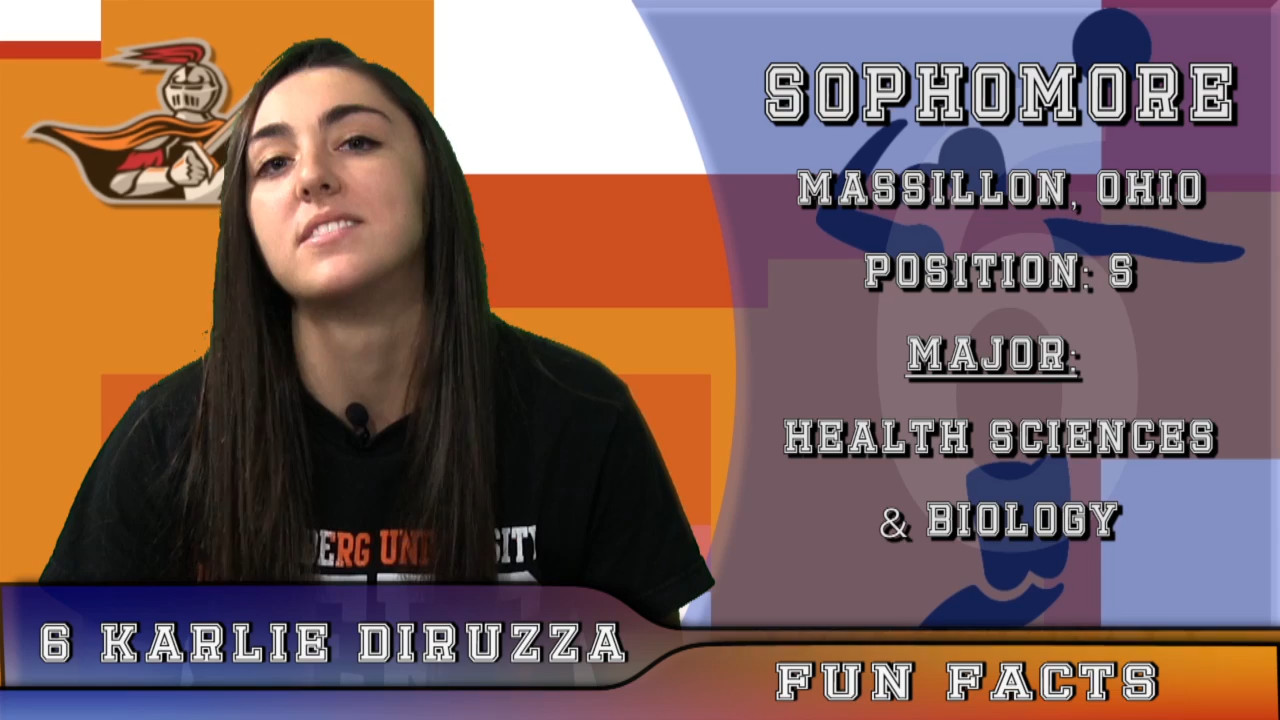 SOPHOMORE
MASSILLON, OHIO
POSITION: S
MAJOR:
HEALTH SCIENCES
& BIOLOGY
6 KARLIE DIRUZZA
FUN FACTS